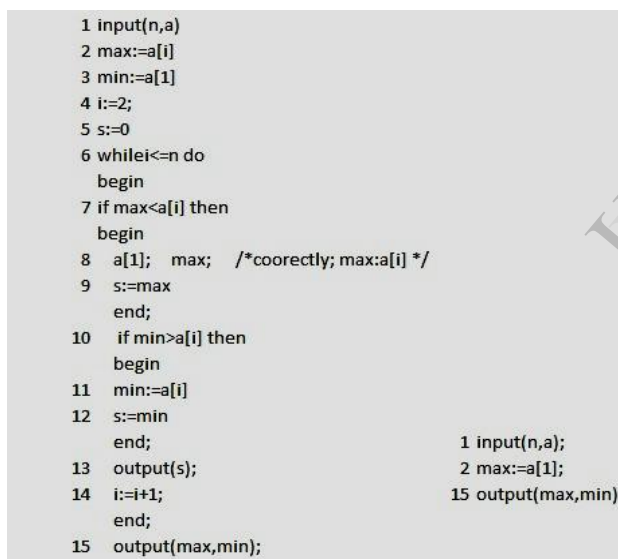 1 input(n,a)
2 max:=a[i]
3 min:=a[1]
4 i:=2;
5 s:=0
6 whilei<=n do
begin
7 if max<a[i] then
begin
8 a[1]; max; /*coorectly; max:a[i] */
9 s:=max
end;
10 if min>a[i] then
begin
11 min:=a[i]
12 s:=min
end;
13 output(s);
14 i:=i+1;
end;
15 output(max,min);
1 input(n,a);
2 max:=a[1];
15 output(max,min)